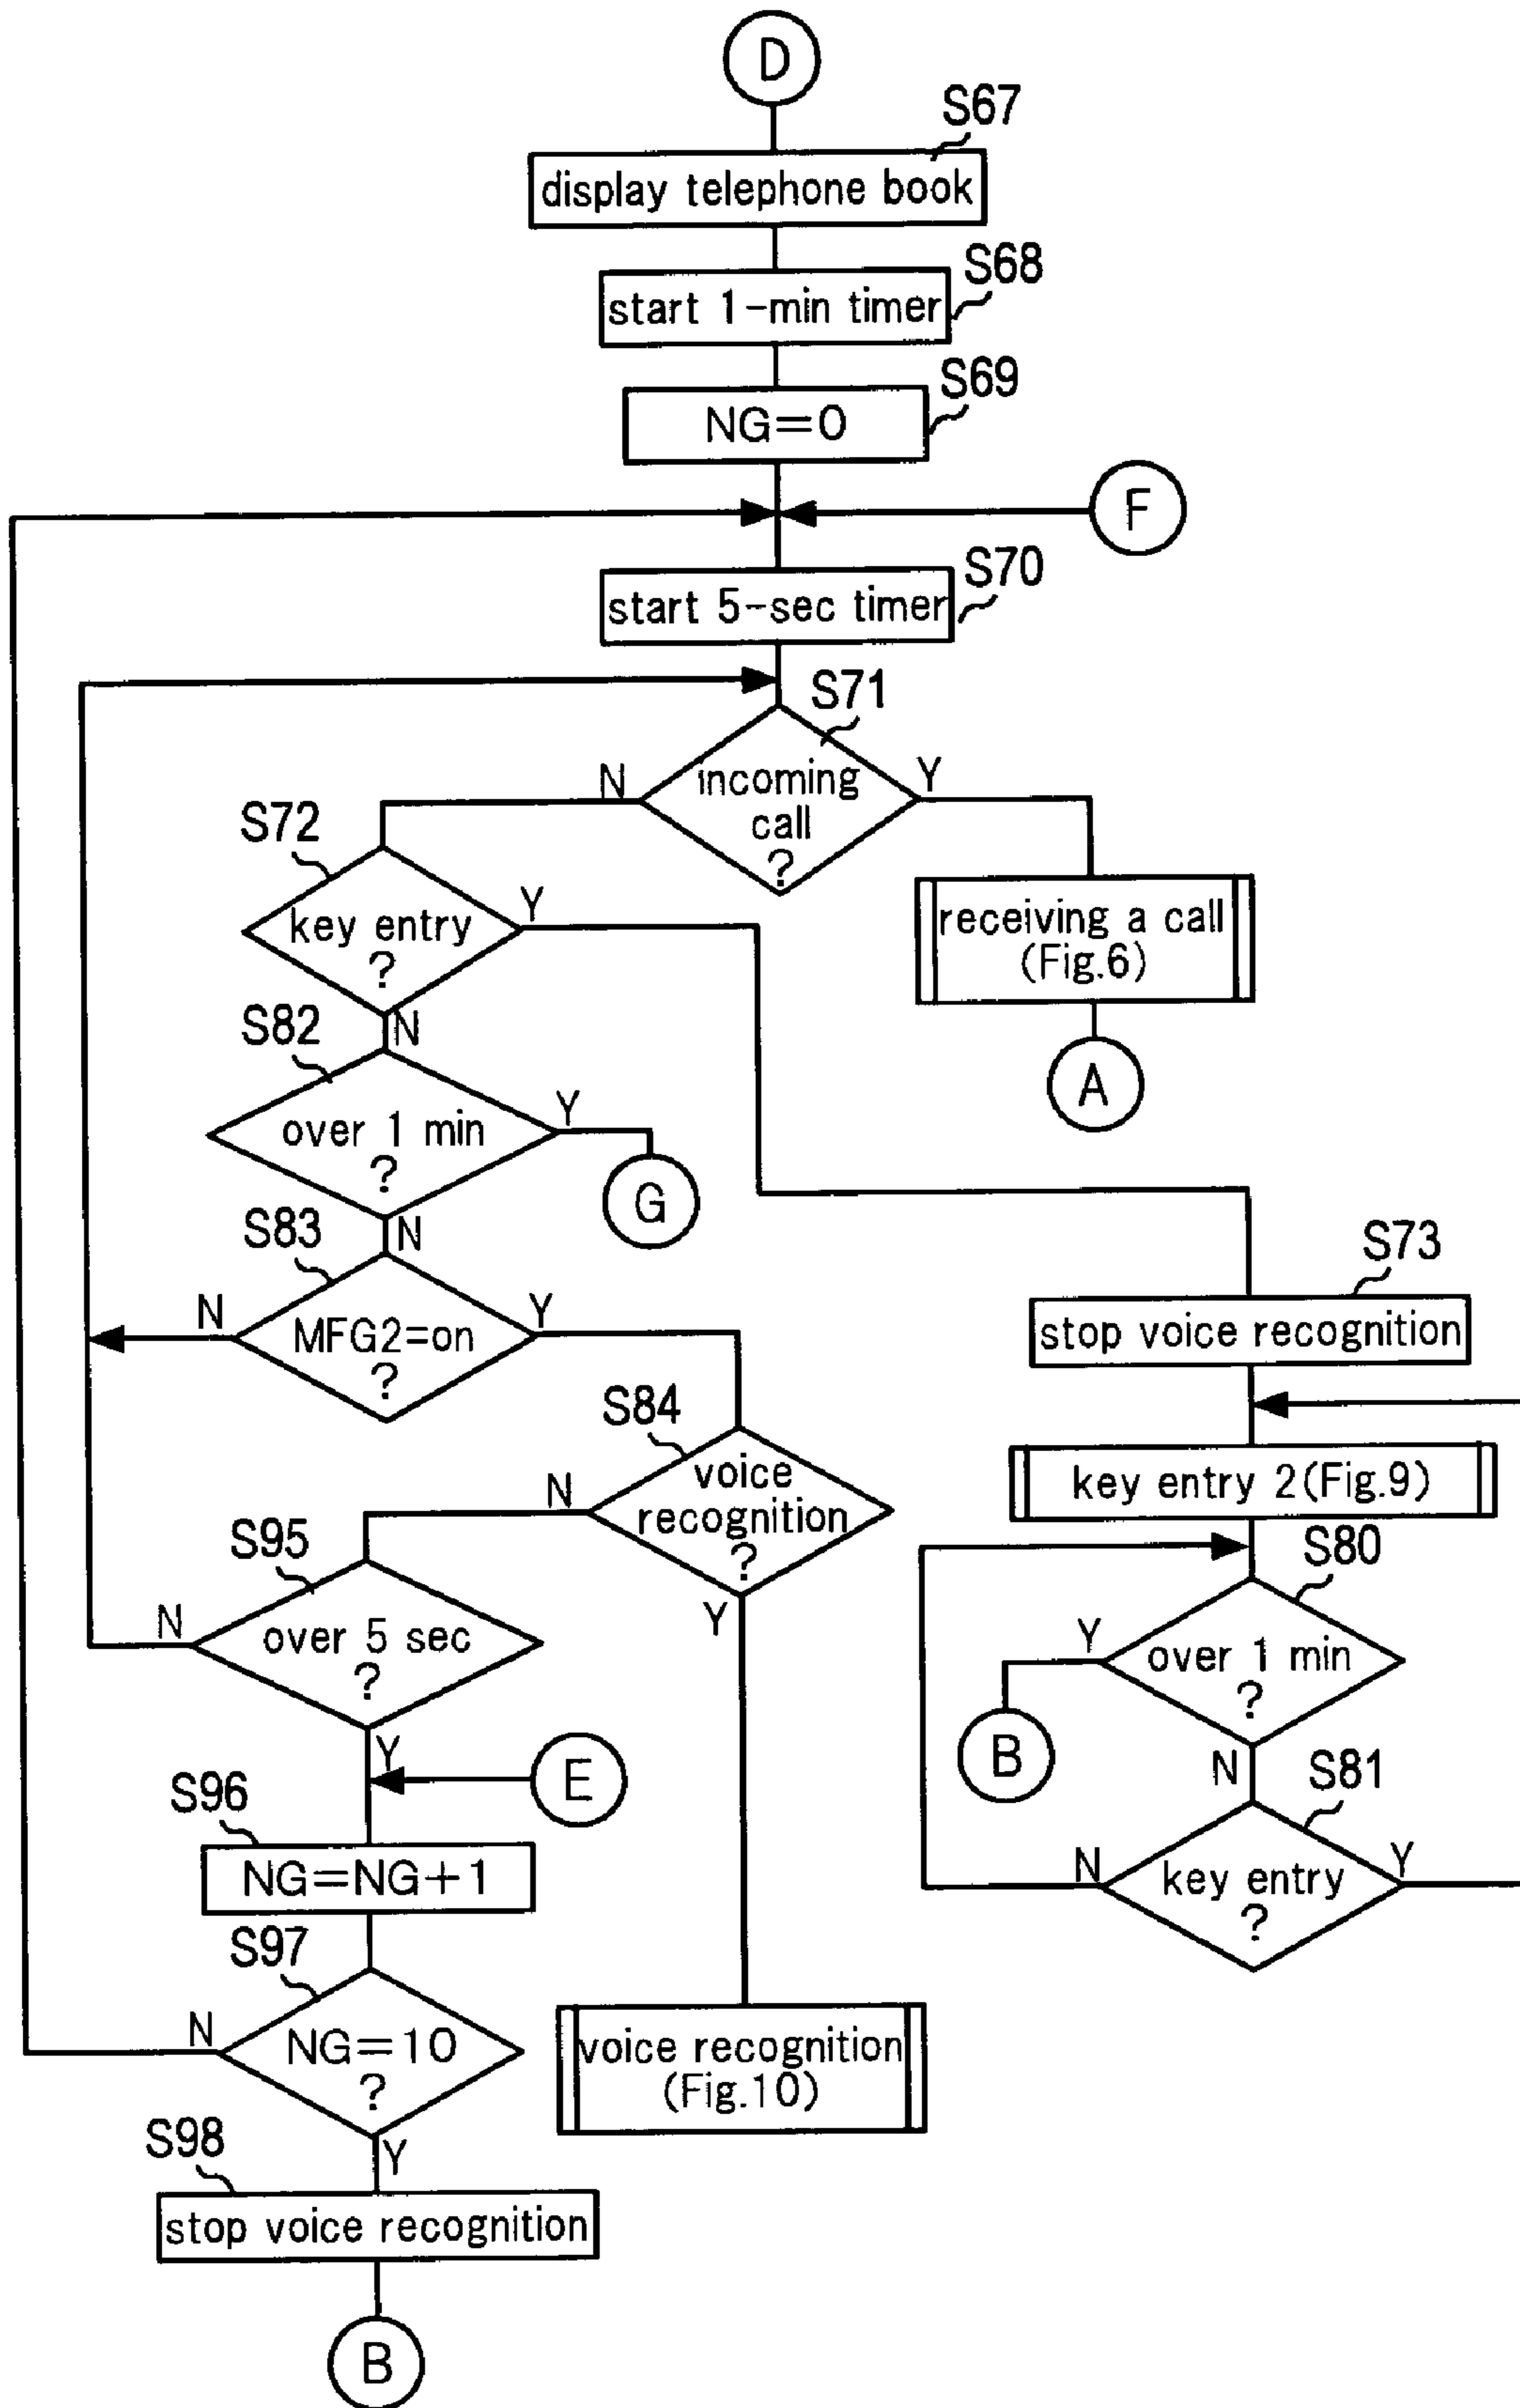 D
S67
display telephone book
S68
start 1-min timer
S69
NG=0
F
S70
start 5-sec timer
S71
N
incoming
call
?
Y
S72
key entry
?
Y
N
receiving a call
(Fig.6)
A
S82
over 1 min
?
Y
G
N
S83
N
MFG2=on
?
Y
S73
stop voice recognition
S84
voice
recognition
?
N
Y
key entry 2(Fig.9)
S95
N
over 5 sec
?
Y
S80
Y
over 1 min
?
B
N
E
S96
NG=NG+1
S81
N
key entry
?
Y
S97
N
NG=10
?
Y
voice recognition
(Fig.10)
S98
stop voice recognition
B